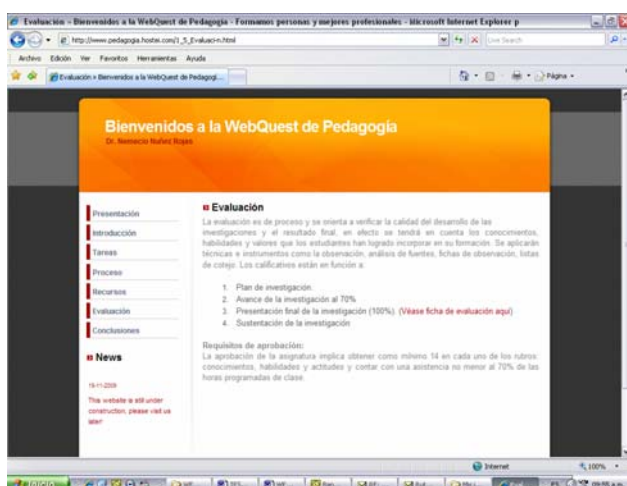 Evaluación » Bienvenidos a la WebQuest de Pedagogía - Formamos personas y mejores profesionales - Microsoft Internet Explorer p
http://www.pedagogia.hostei.com/1_5_Evaluaci-n.html
Live Search
Archivo Edición Ver Favoritos Herramientas Ayuda
Evaluación » Bienvenidos a la WebQuest de Pedagogí...
Página
Bienvenidos a la WebQuest de Pedagogía
Dr. Nemecio Nuñez Rojas
Presentación
Introducción
Tareas
Proceso
Recursos
Evaluación
Conclusiones
News
19-11-2009
This website is still under
construction, please visit us
later!
Evaluación
La evaluación es de proceso y se orienta a verificar la calidad del desarrollo de las
investigaciones y el resultado final, en efecto se tendrá en cuenta los conocimientos,
habilidades y valores que los estudiantes han logrado incorporar en su formación. Se aplicarán
técnicas e instrumentos como la observación, análisis de fuentes, fichas de observación, listas
de cotejo. Los calificativos están en función a:
1. Plan de investigación.
2. Avance de la investigación al 70%
3. Presentación final de la investigación (100%). (Véase ficha de evaluación aquí)
4. Sustentación de la investigación
Requisitos de aprobación:
La aprobación de la asignatura implica obtener como mínimo 14 en cada uno de los rubros:
conocimientos, habilidades y actitudes y contar con una asistencia no menor al 70% de las
horas programadas de clase.
Internet
100%
Inicio
ES